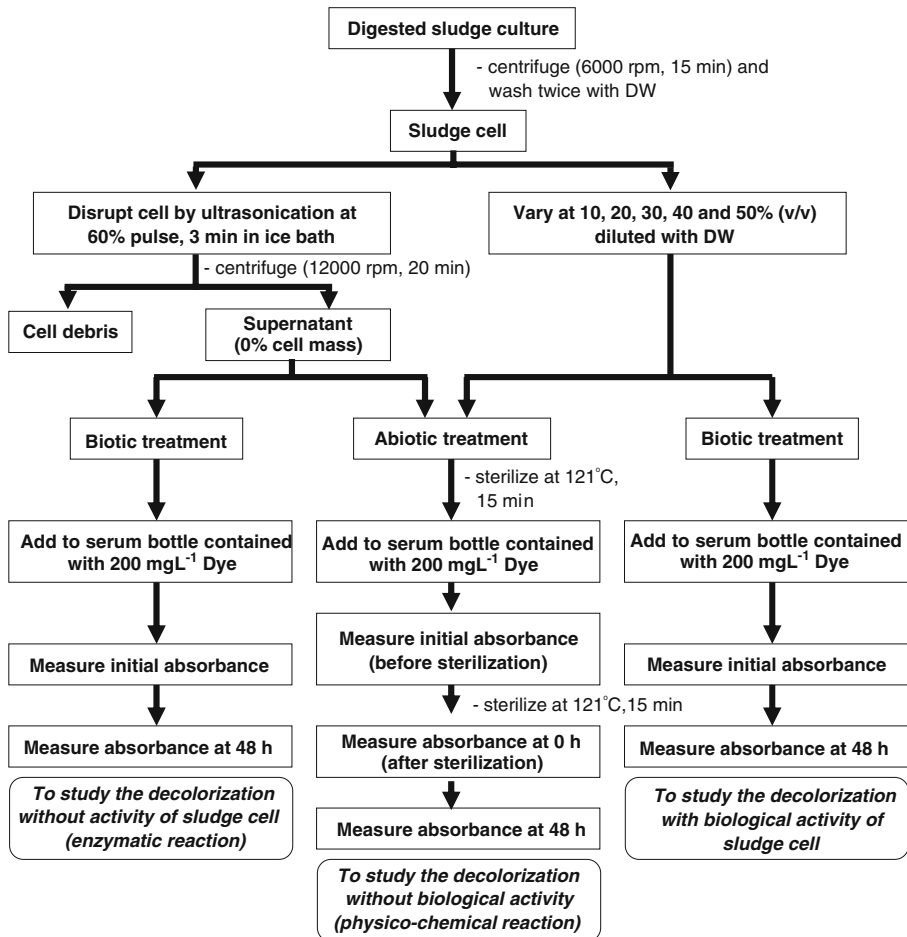 Digested sludge culture
- centrifuge (6000 rpm, 15 min) and
wash twice with DW
Sludge cell
Disrupt cell by ultrasonication at
60% pulse, 3 min in ice bath
Vary at 10, 20, 30, 40 and 50% (v/v)
diluted with DW
- centrifuge (12000 rpm, 20 min)
Cell debris
Supernatant
(0% cell mass)
Biotic treatment
Abiotic treatment
Biotic treatment
- sterilize at 121°C,
15 min
Add to serum bottle contained
with 200 mgL⁻¹ Dye
Add to serum bottle contained
with 200 mgL⁻¹ Dye
Add to serum bottle contained
with 200 mgL⁻¹ Dye
Measure initial absorbance
Measure initial absorbance
(before sterilization)
Measure initial absorbance
- sterilize at 121°C,15 min
Measure absorbance at 48 h
Measure absorbance at 0 h
(after sterilization)
Measure absorbance at 48 h
To study the decolorization
without activity of sludge cell
(enzymatic reaction)
Measure absorbance at 48 h
To study the decolorization
with biological activity of
sludge cell
To study the decolorization
without biological activity
(physico-chemical reaction)